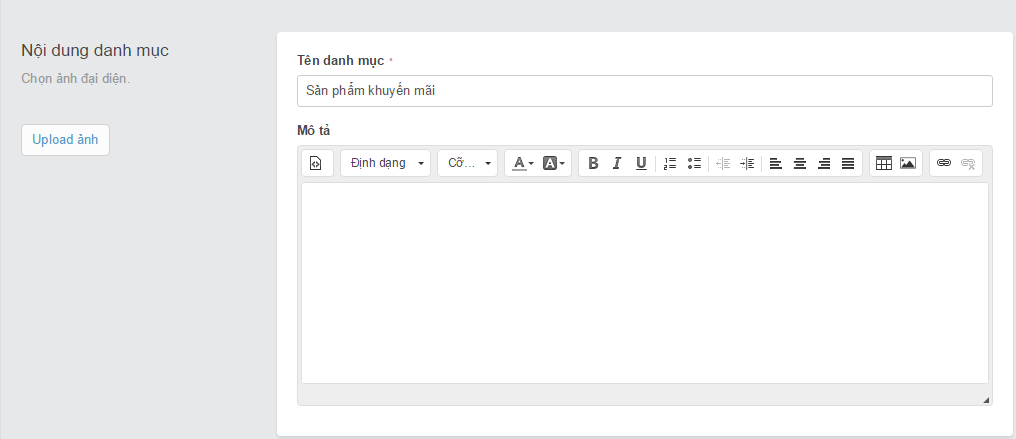 Nội dung danh mục
Chọn ảnh đại diện.
Upload ảnh
Tên danh mục *
Sản phẩm khuyến mãi
Mô tả
Định dạng Cỡ... A A B I U